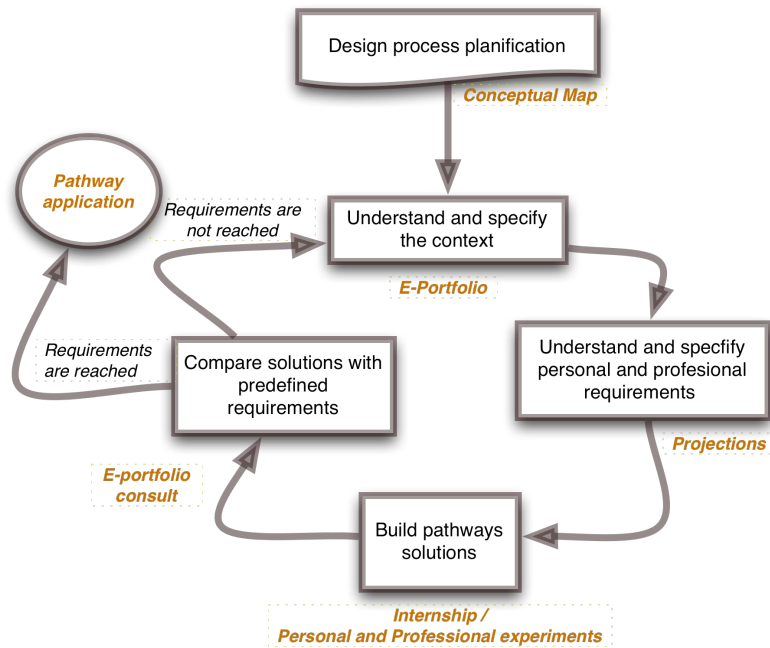 Design process planification
Conceptual Map
Pathway
application
Requirements are
not reached
Understand and specify
the context
E-Portfolio
Requirements
are reached
Compare solutions with
predefined
requirements
Understand and specfify
personal and profesional
requirements
Projections
E-portfolio
consult
Build pathways
solutions
Internship /
Personal and Professional experiments